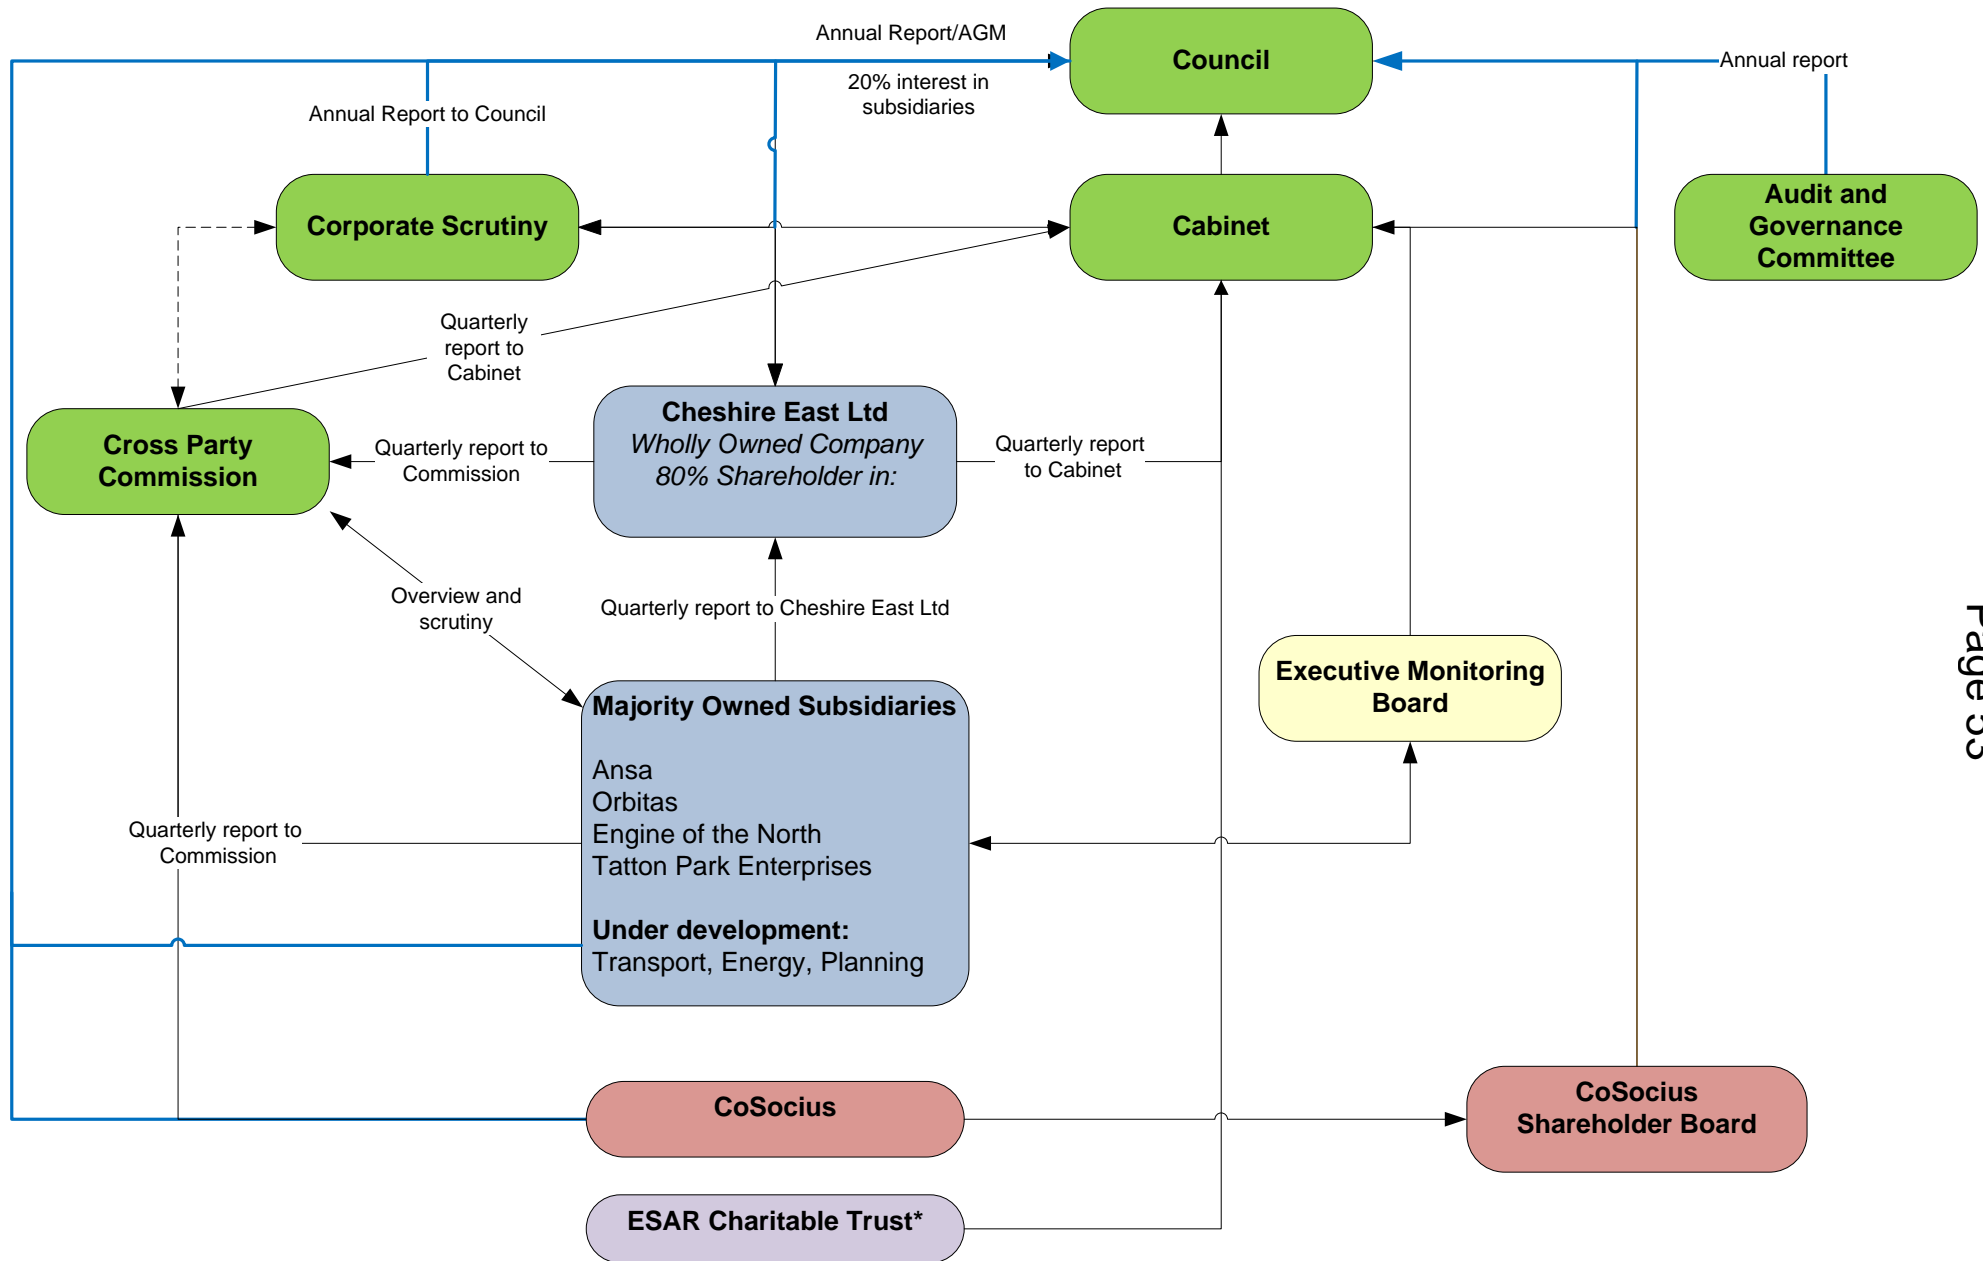 Annual Report/AGM
Council
Annual report
20% interest in
subsidiaries
Annual Report to Council
Corporate Scrutiny
Cabinet
Audit and
Governance
Committee
Quarterly
report to
Cabinet
Cross Party
Commission
Quarterly report to
Commission
Cheshire East Ltd
Wholly Owned Company
80% Shareholder in:
Quarterly report
to Cabinet
Overview and
scrutiny
Quarterly report to Cheshire East Ltd
Executive Monitoring
Board
Majority Owned Subsidiaries
Ansa
Orbitas
Engine of the North
Tatton Park Enterprises
Under development:
Transport, Energy, Planning
Quarterly report to
Commission
CoSocius
CoSocius
Shareholder Board
ESAR Charitable Trust*
Page